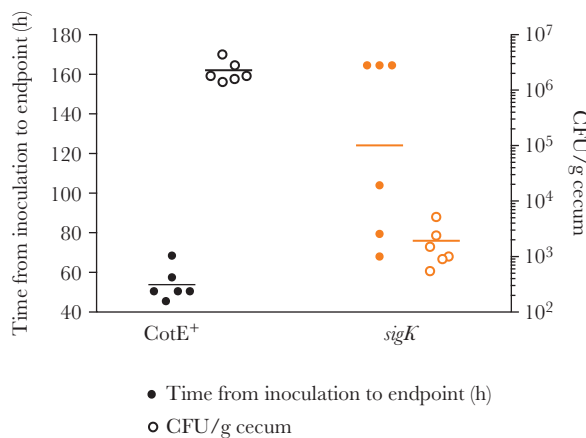 Time from inoculation to endpoint (h)
180
160
140
120
100
80
60
40
10⁷
10⁶
10⁵
10⁴
10³
10²
CFU/g cecum
CotE⁺
sigK
Time from inoculation to endpoint (h)
CFU/g cecum